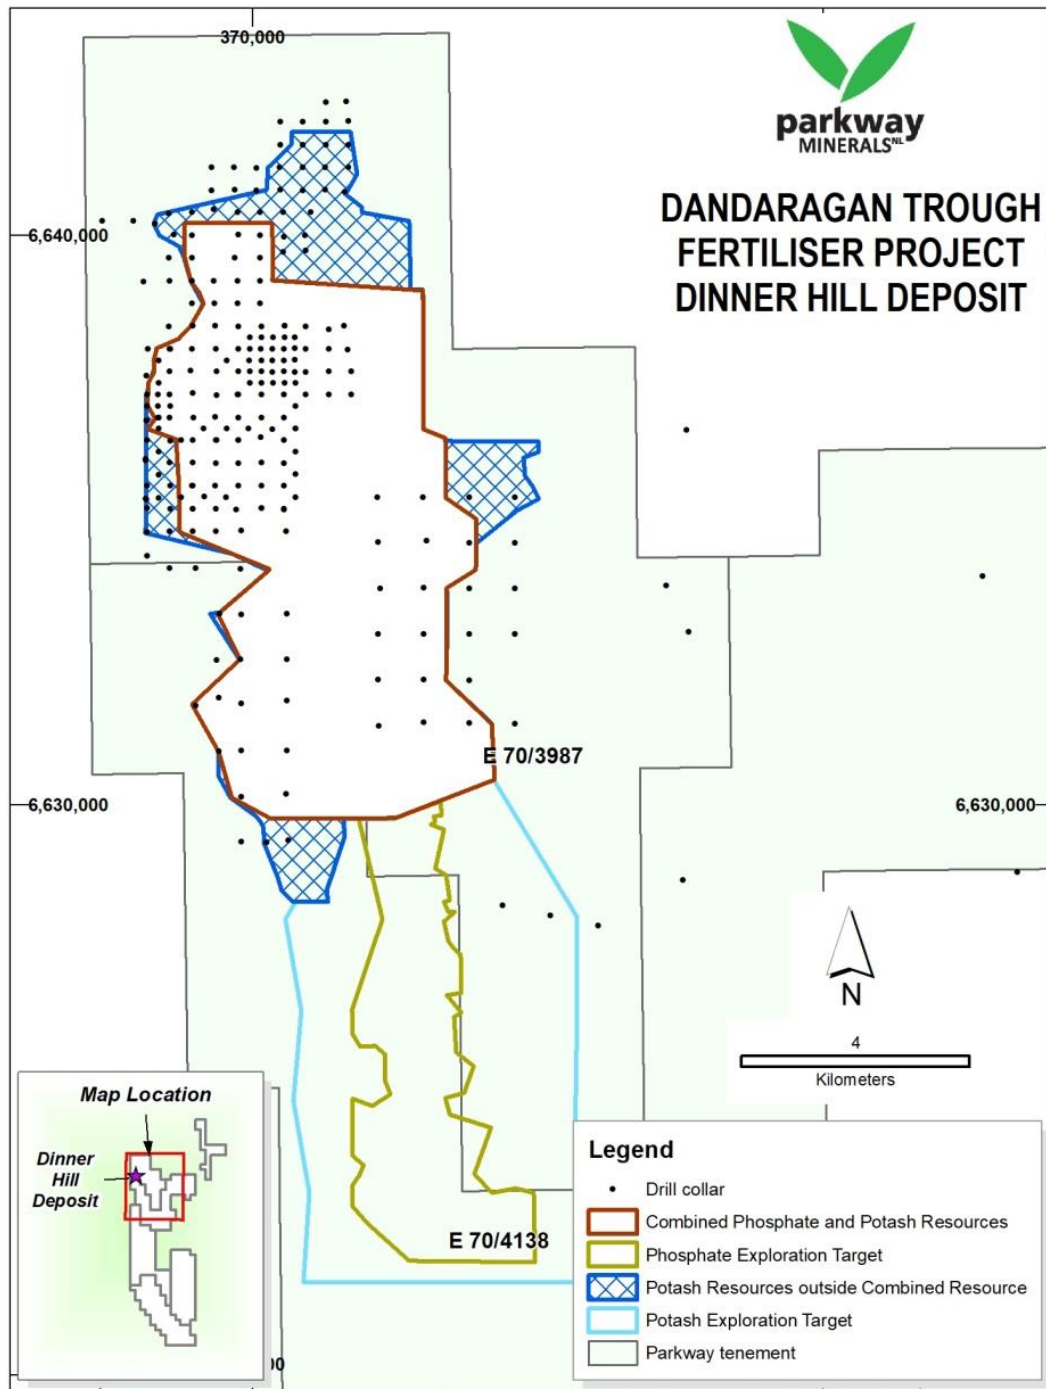 370,000
parkway
MINERALS NL
DANDARAGAN TROUGH
FERTILISER PROJECT
DINNER HILL DEPOSIT
6,640,000
E 70/3987
6,630,000
6,630,000
N
4
Kilometers
E 70/4138
Map Location
Dinner
Hill
Deposit
Legend
Drill collar
Combined Phosphate and Potash Resources
Phosphate Exploration Target
Potash Resources outside Combined Resource
Potash Exploration Target
Parkway tenement